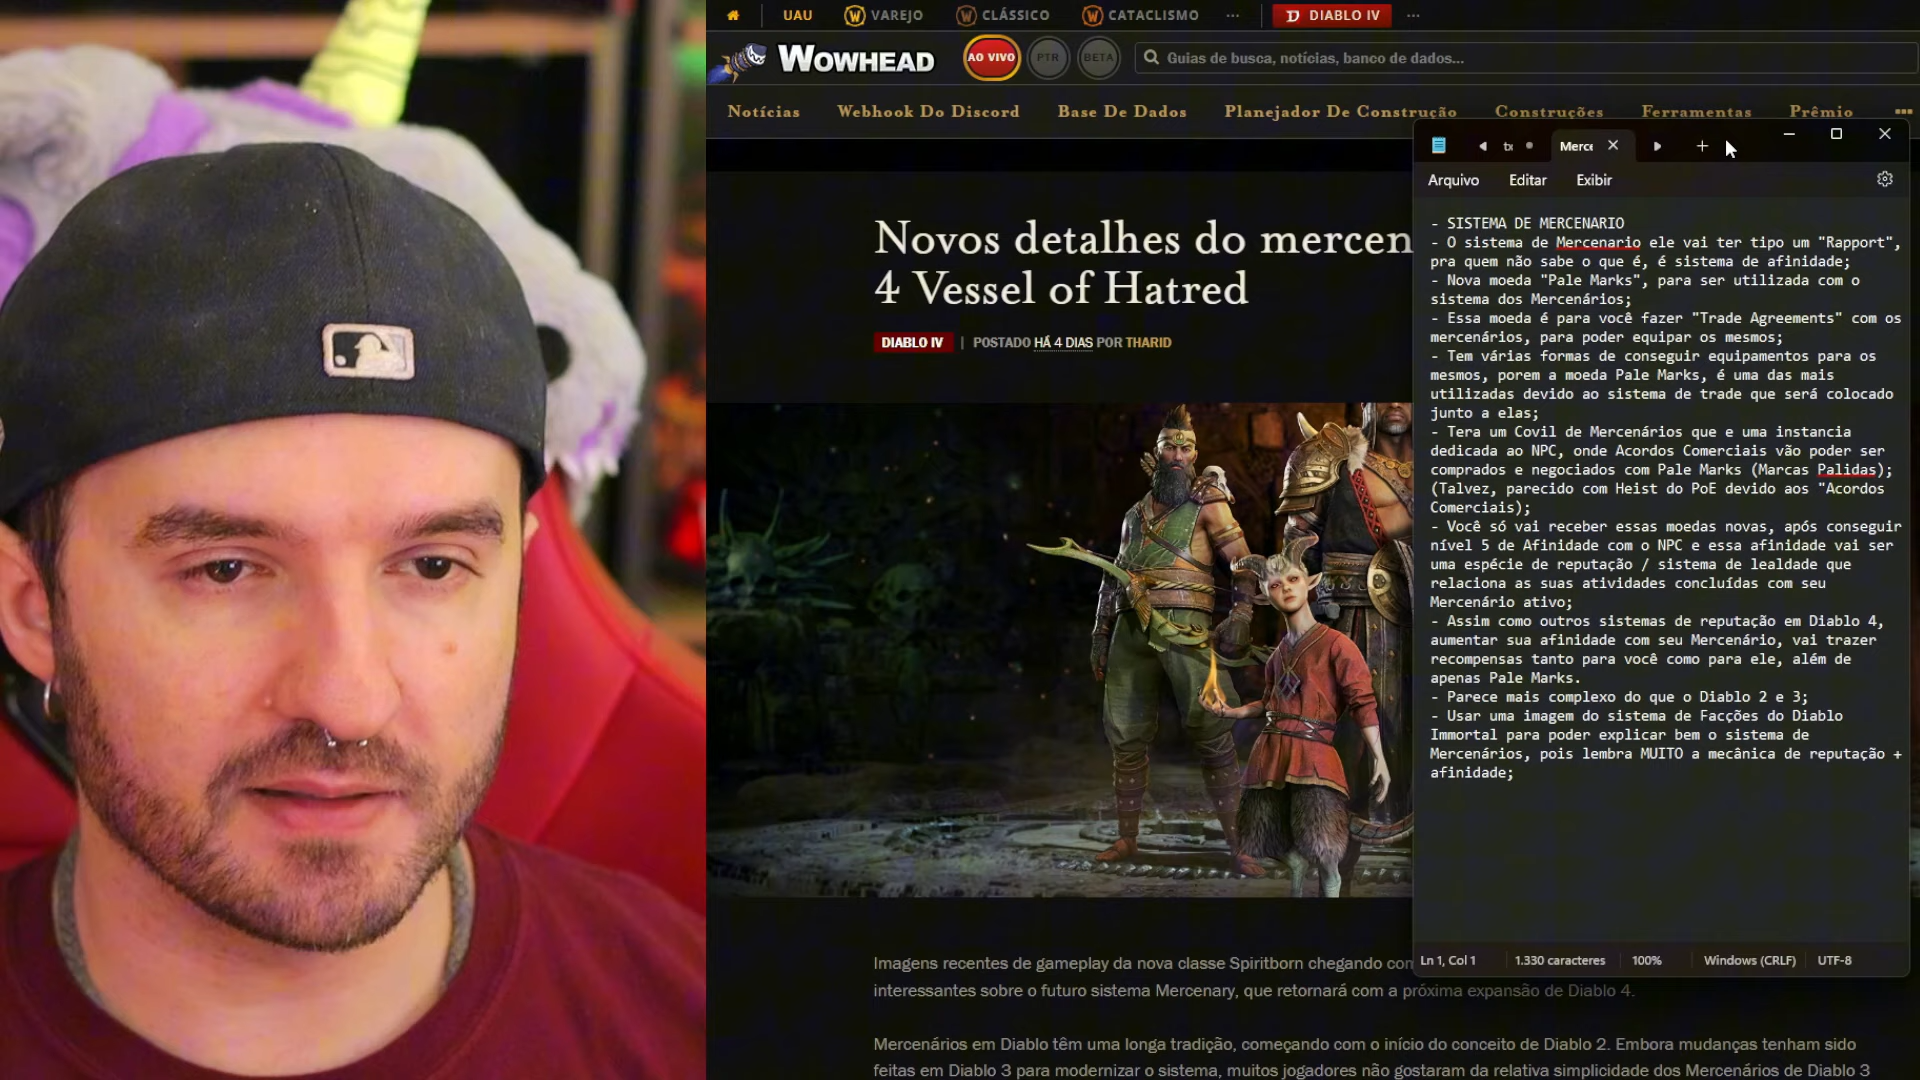 UAU
VAREJO
CLÁSSICO
CATACLISMO
DIABLO IV
WOWHEAD
AO VIVO
PTR
BETA
Guias de busca, notícias, banco de dados...
Notícias
Webhook Do Discord
Base De Dados
Planejador De Construção
Construções
Ferramentas
Prêmio
Novos detalhes do mercen
4 Vessel of Hatred
DIABLO IV | POSTADO HÁ 4 DIAS POR THARID
Imagens recentes de gameplay da nova classe Spiritborn chegando con
interessantes sobre o futuro sistema Mercenary, que retornará com a próxima expansão de Diablo 4.
Mercenários em Diablo têm uma longa tradição, começando com o início do conceito de Diablo 2. Embora mudanças tenham sido
feitas em Diablo 3 para modernizar o sistema, muitos jogadores não gostaram da relativa simplicidade dos Mercenários de Diablo 3
Merce
Arquivo
Editar
Exibir
- SISTEMA DE MERCENARIO
- O sistema de Mercenario ele vai ter tipo um "Rapport",
pra quem não sabe o que é, é sistema de afinidade;
- Nova moeda "Pale Marks", para ser utilizada com o
sistema dos Mercenários;
- Essa moeda é para você fazer "Trade Agreements" com os
mercenários, para poder equipar os mesmos;
- Tem várias formas de conseguir equipamentos para os
mesmos, porem a moeda Pale Marks, é uma das mais
utilizadas devido ao sistema de trade que será colocado
junto a elas;
- Tera um Covil de Mercenários que e uma instancia
dedicada ao NPC, onde Acordos Comerciais vão poder ser
comprados e negociados com Pale Marks (Marcas Palidas);
(Talvez, parecido com Heist do PoE devido aos "Acordos
Comerciais);
- Você só vai receber essas moedas novas, após conseguir
nível 5 de Afinidade com o NPC e essa afinidade vai ser
uma espécie de reputação / sistema de lealdade que
relaciona as suas atividades concluídas com seu
Mercenário ativo;
- Assim como outros sistemas de reputação em Diablo 4,
aumentar sua afinidade com seu Mercenário, vai trazer
recompensas tanto para você como para ele, além de
apenas Pale Marks.
- Parece mais complexo do que o Diablo 2 e 3;
- Usar uma imagem do sistema de Facções do Diablo
Immortal para poder explicar bem o sistema de
Mercenários, pois lembra MUITO a mecânica de reputação +
afinidade;
Ln 1, Col 1
1.330 caracteres
100%
Windows (CRLF)
UTF-8